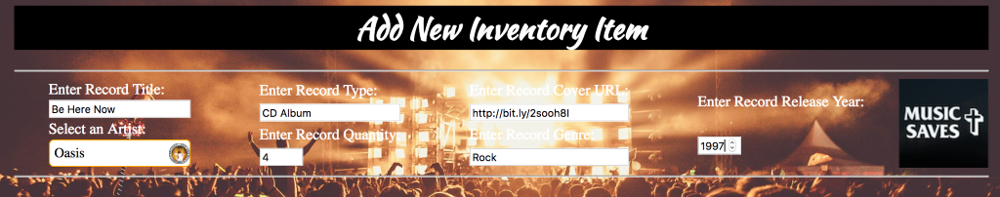 Add New Inventory Item
Enter Record Title:
Be Here Now
Select an Artist:
Oasis
Enter Record Type:
CD Album
Enter Record Quantity:
4
Enter Record Cover URL:
http://bit.ly/2sooh8I
Enter Record Genre:
Rock
Enter Record Release Year:
1997
MUSIC
SAVES